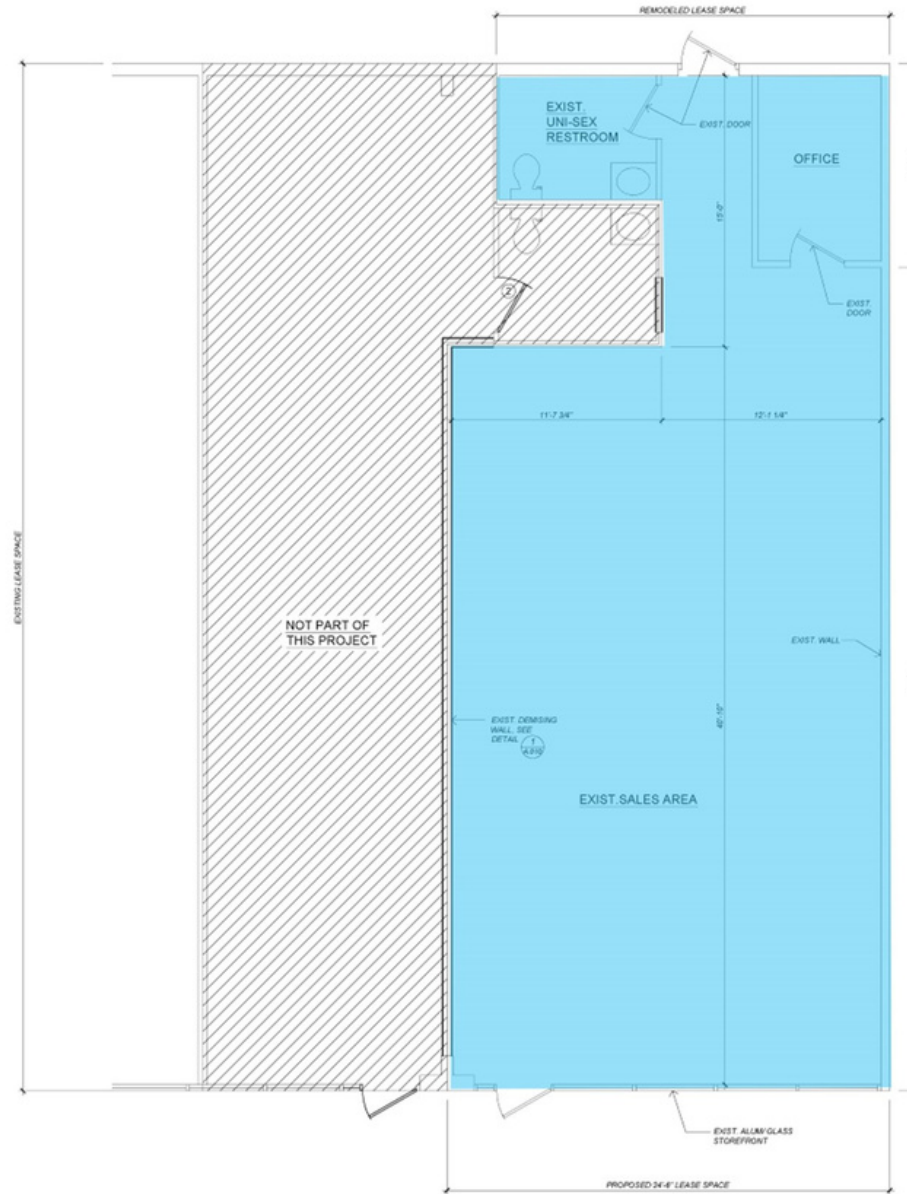 REMODELED LEASE SPACE
EXIST.
UNI-SEX
RESTROOM
EXIST. DOOR
OFFICE
15'-0"
2
EXIST.
DOOR
11'-7 3/4"
12'-1 1/4"
EXISTING LEASE SPACE
NOT PART OF
THIS PROJECT
EXIST. WALL
EXIST. DEMISING
WALL, SEE
DETAIL
1
A.010
40'-10"
EXIST. SALES AREA
EXIST. ALUM/ GLASS
STOREFRONT
PROPOSED 24'-6" LEASE SPACE